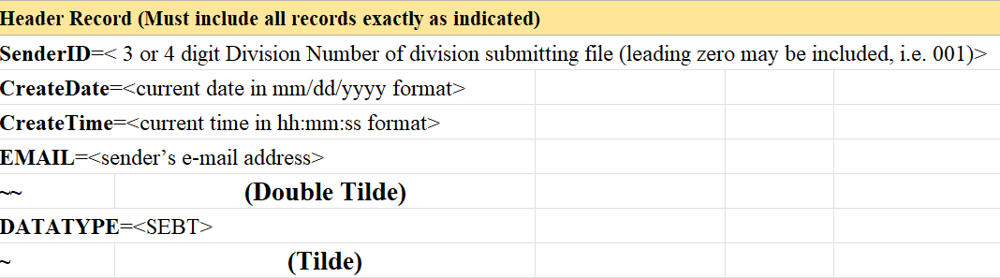 Header Record (Must include all records exactly as indicated)
SenderID=< 3 or 4 digit Division Number of division submitting file (leading zero may be included, i.e. 001)>
CreateDate=<current date in mm/dd/yyyy format>
CreateTime=<current time in hh:mm:ss format>
EMAIL=<sender’s e-mail address>
~~ (Double Tilde)
DATATYPE=<SEBT>
~ (Tilde)